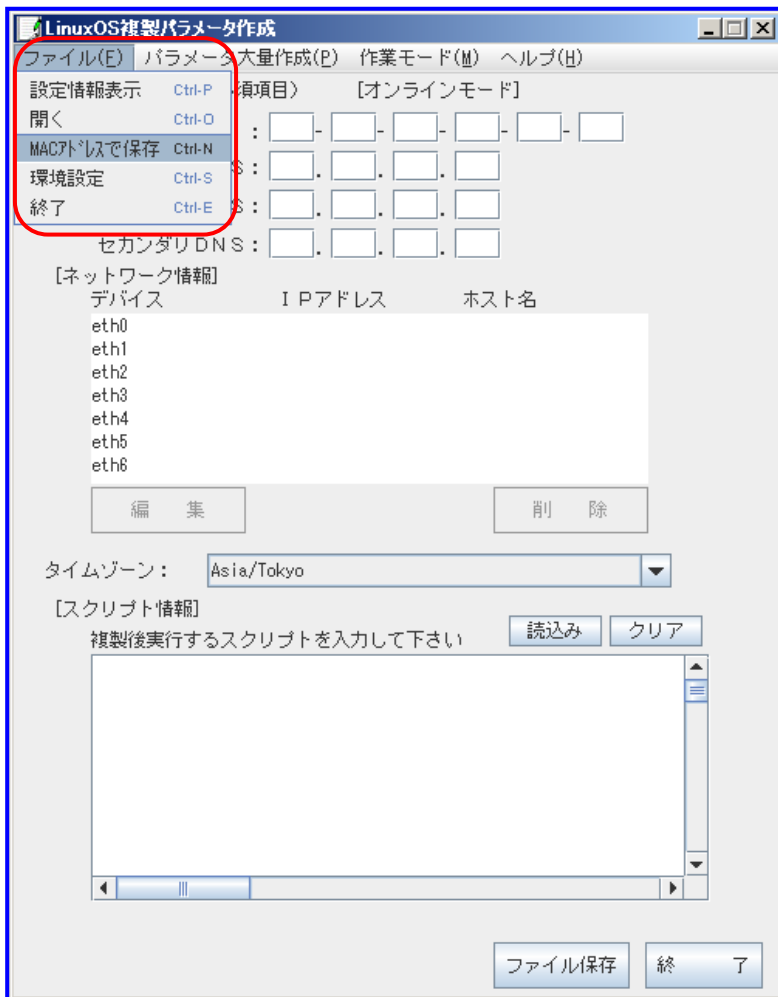 LinuxOS複製パラメータ作成
ファイル(F) パラメータ大量作成(P) 作業モード(M) ヘルプ(H)
設定情報表示 Ctrl-P 須項目） [オンラインモード]
開く Ctrl-O : - - - - -
MACアドレスで保存 Ctrl-N S : . . .
環境設定 Ctrl-S
終了 Ctrl-E S : . . .
セカンダリDNS : . . .
[ネットワーク情報]
デバイス IPアドレス ホスト名
eth0
eth1
eth2
eth3
eth4
eth5
eth6
編 集 削 除
タイムゾーン： Asia/Tokyo
[スクリプト情報]
複製後実行するスクリプトを入力して下さい 読込み クリア
ファイル保存 終 了